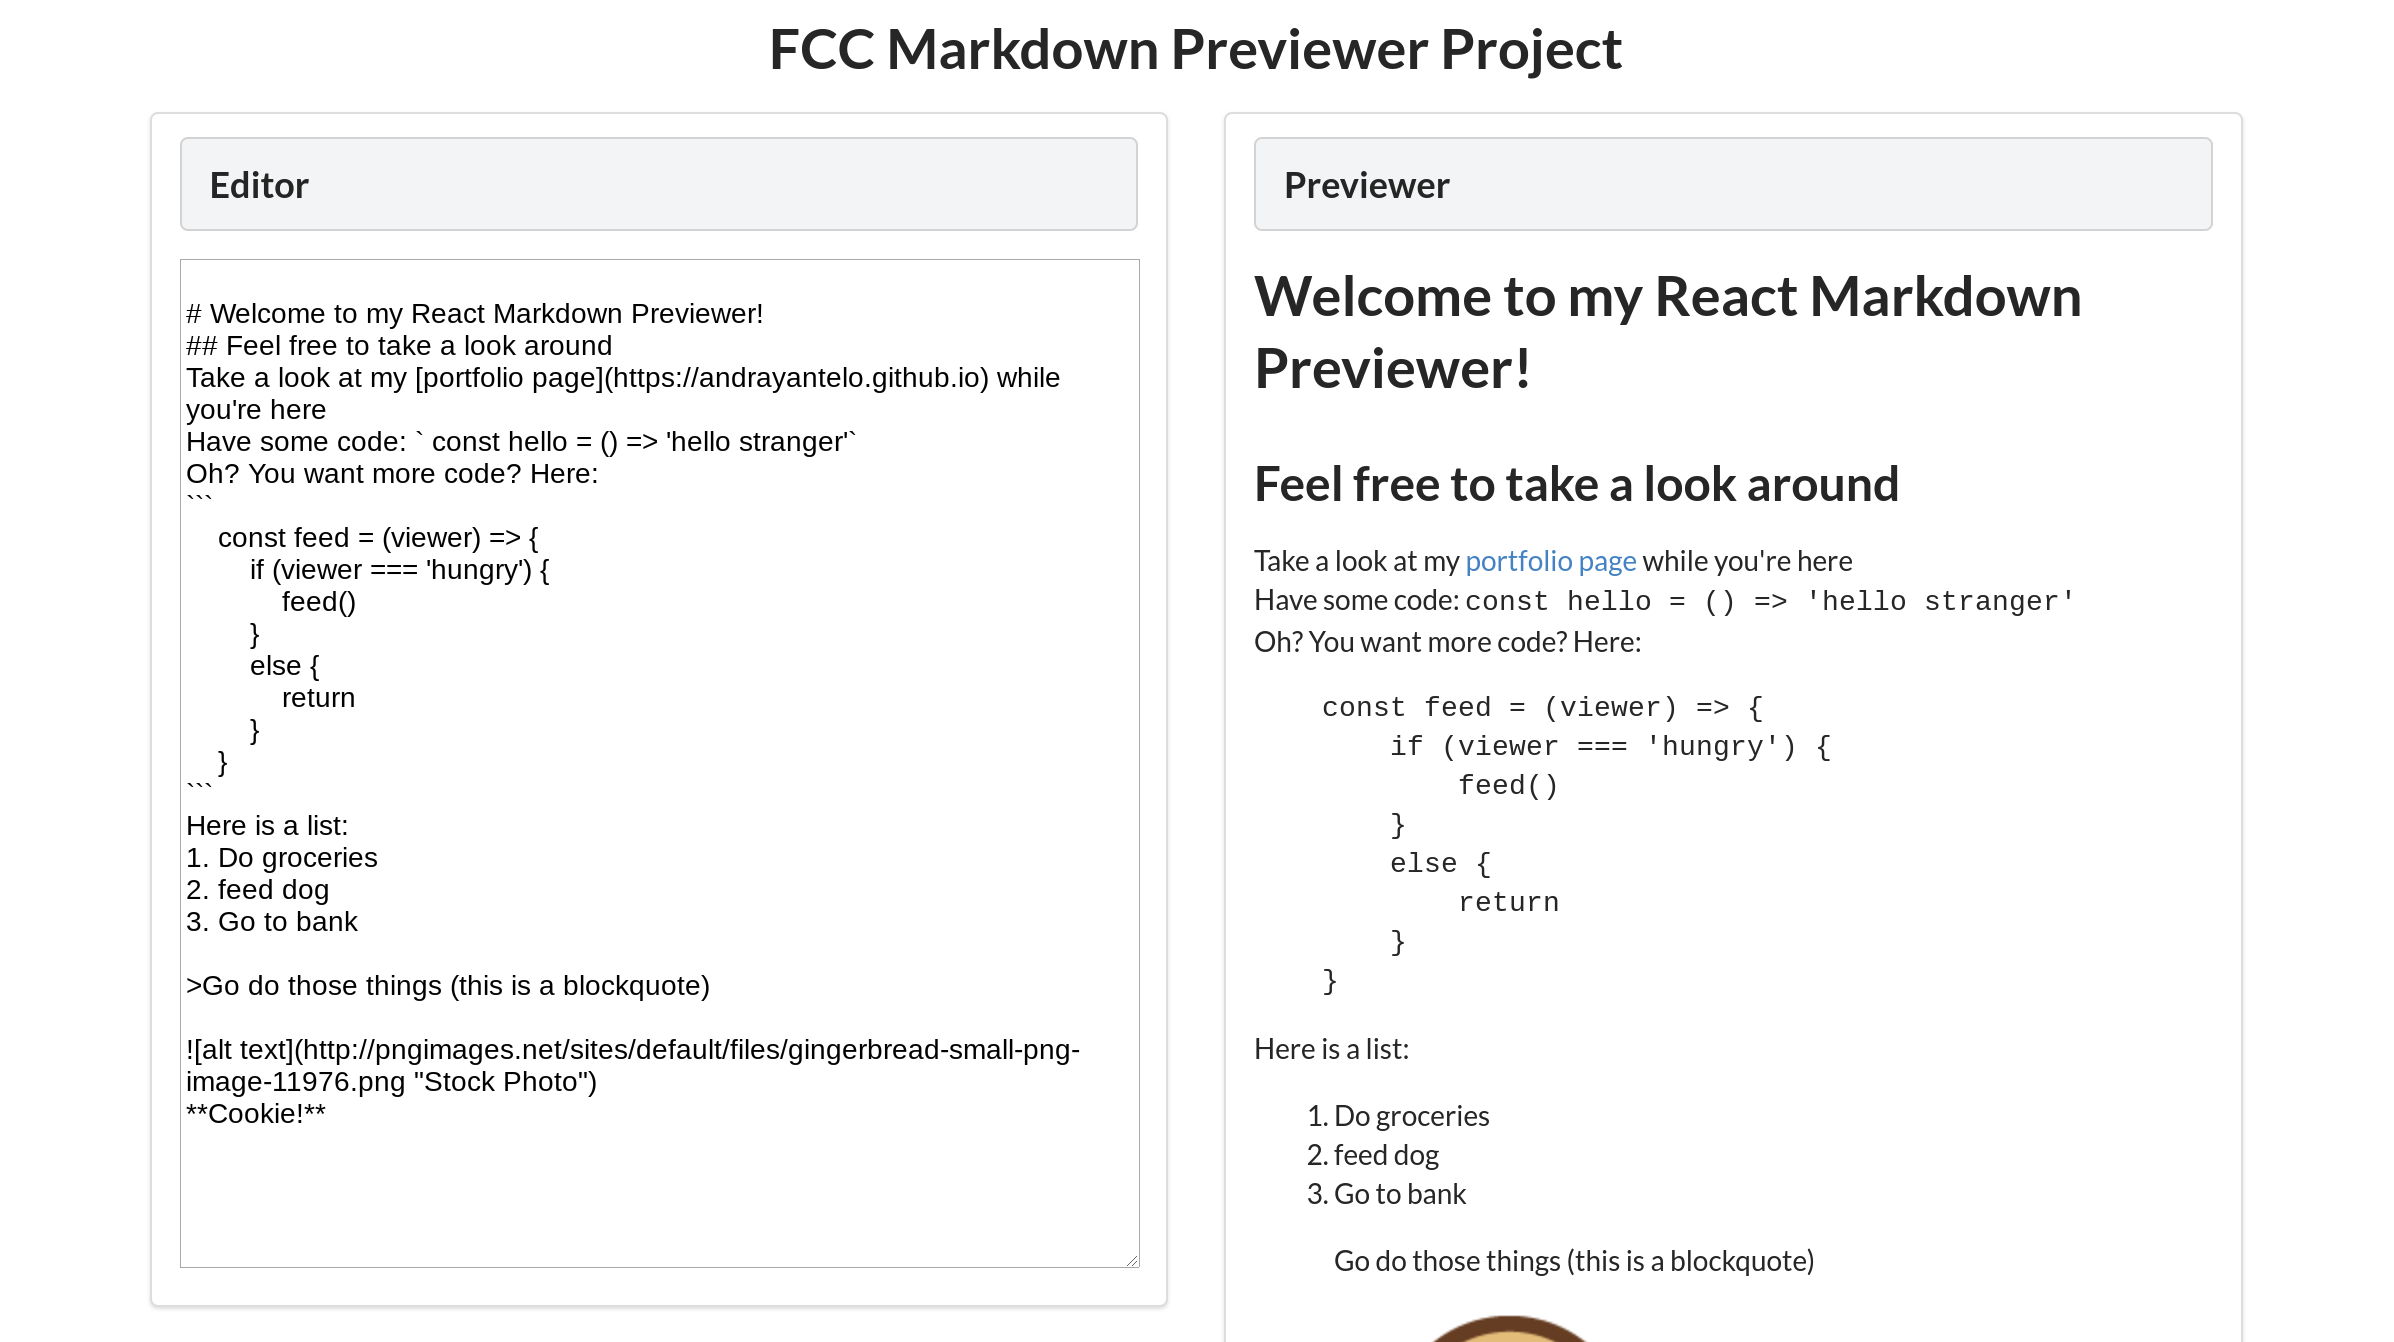 FCC Markdown Previewer Project
Editor
# Welcome to my React Markdown Previewer!
## Feel free to take a look around
Take a look at my [portfolio page](https://andrayantelo.github.io) while
you're here
Have some code: ` const hello = () => 'hello stranger'`
Oh? You want more code? Here:
```
    const feed = (viewer) => {
        if (viewer === 'hungry') {
            feed()
        }
        else {
            return
        }
    }
```
Here is a list:
1. Do groceries
2. feed dog
3. Go to bank
>Go do those things (this is a blockquote)
![alt text](http://pngimages.net/sites/default/files/gingerbread-small-png-
image-11976.png "Stock Photo")
**Cookie!**
Previewer
Welcome to my React Markdown
Previewer!
Feel free to take a look around
Take a look at my portfolio page while you're here
Have some code: const hello = () => 'hello stranger'
Oh? You want more code? Here:
    const feed = (viewer) => {
        if (viewer === 'hungry') {
            feed()
        }
        else {
            return
        }
    }
Here is a list:
1. Do groceries
2. feed dog
3. Go to bank
Go do those things (this is a blockquote)